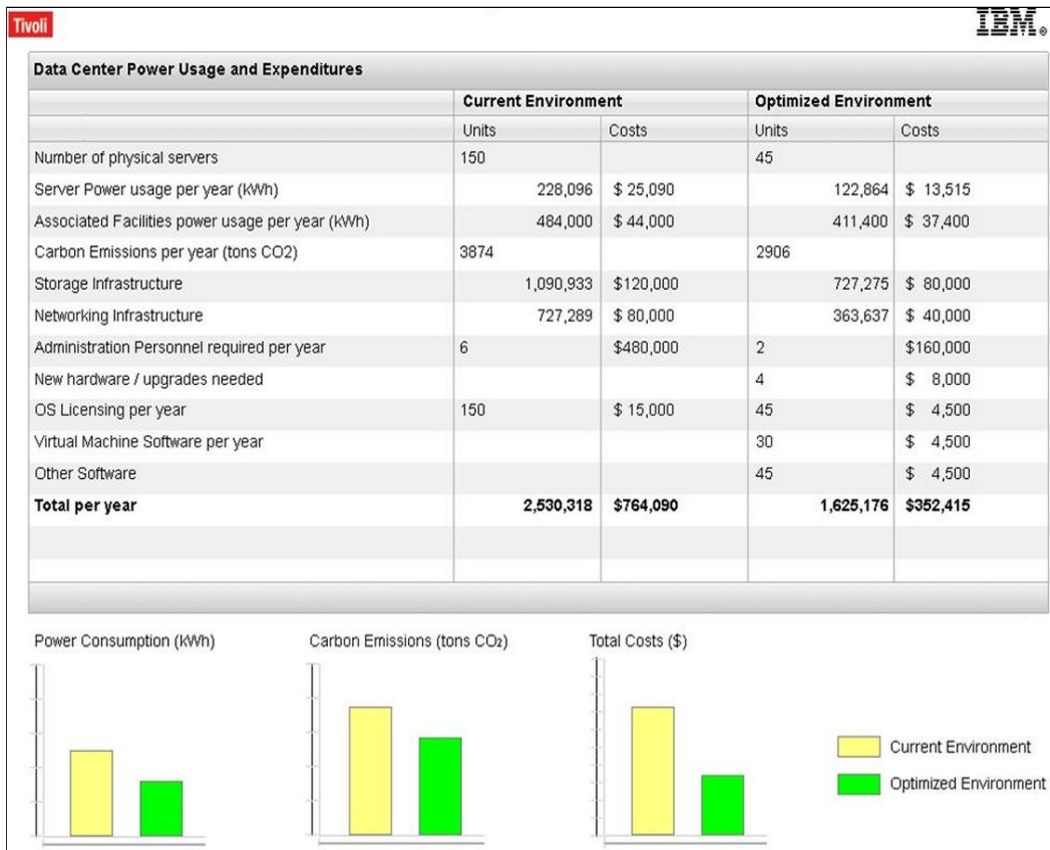 Tivoli
IBM®
Data Center Power Usage and Expenditures
Current Environment Optimized Environment
Units Costs Units Costs
Number of physical servers 150 45
Server Power usage per year (kWh) 228,096 $ 25,090 122,864 $ 13,515
Associated Facilities power usage per year (kWh) 484,000 $ 44,000 411,400 $ 37,400
Carbon Emissions per year (tons CO2) 3874 2906
Storage Infrastructure 1,090,933 $120,000 727,275 $ 80,000
Networking Infrastructure 727,289 $ 80,000 363,637 $ 40,000
Administration Personnel required per year 6 $480,000 2 $160,000
New hardware / upgrades needed 4 $ 8,000
OS Licensing per year 150 $ 15,000 45 $ 4,500
Virtual Machine Software per year 30 $ 4,500
Other Software 45 $ 4,500
Total per year 2,530,318 $764,090 1,625,176 $352,415
Power Consumption (kWh) Carbon Emissions (tons CO₂) Total Costs ($)
Current Environment
Optimized Environment